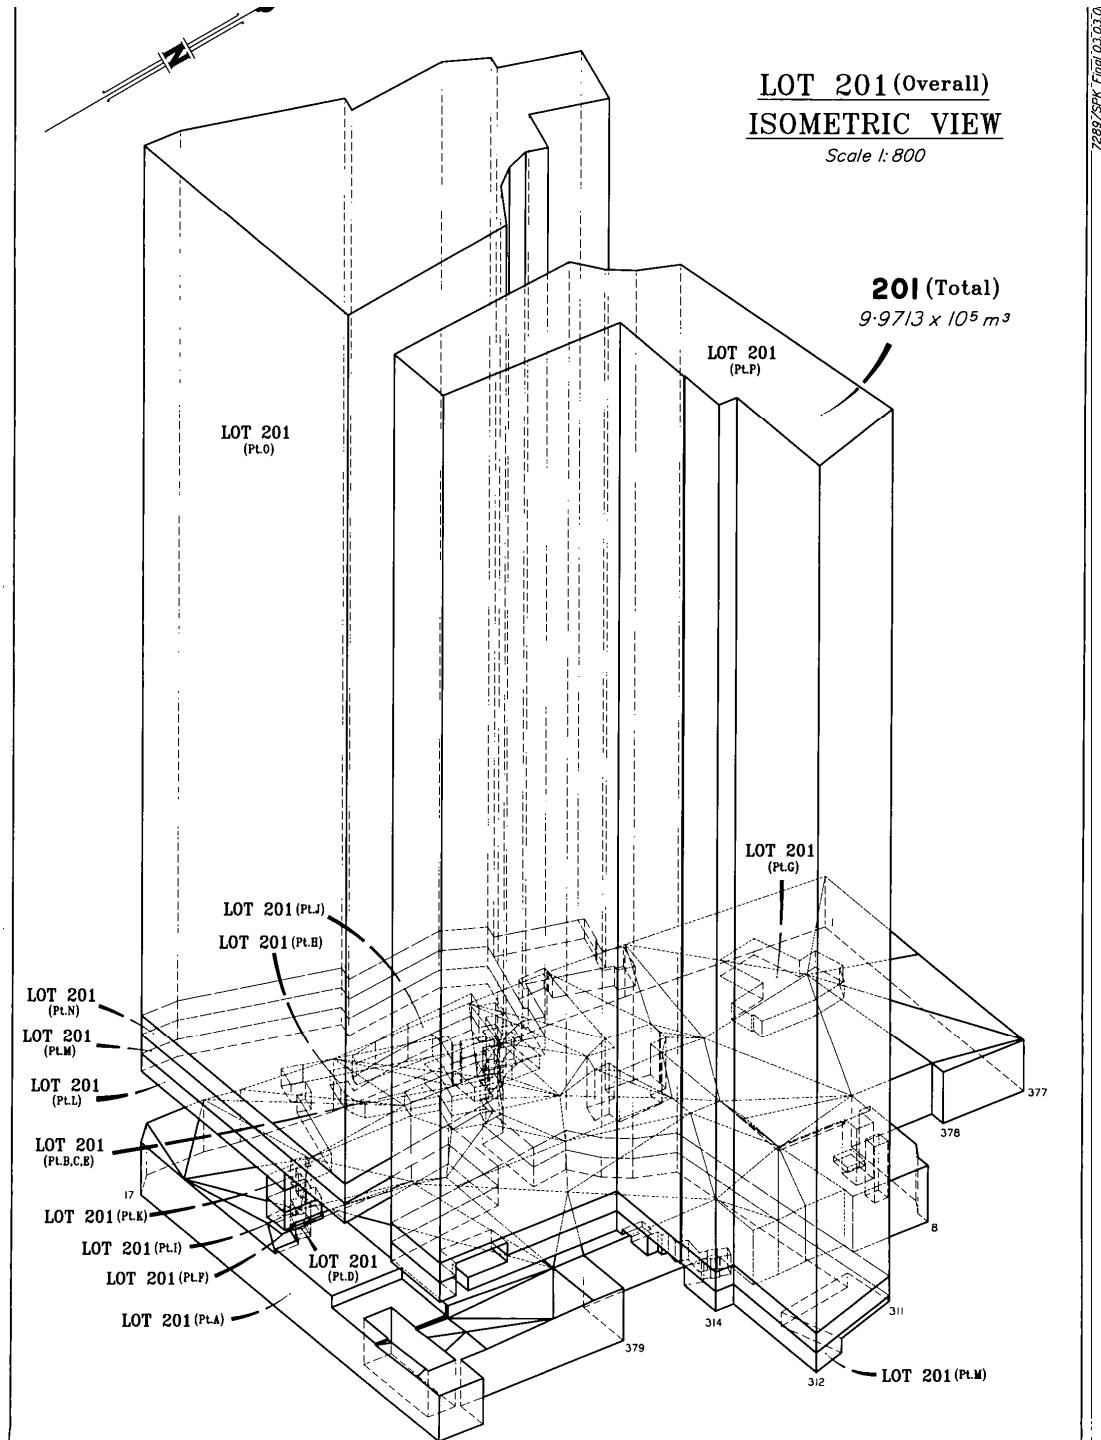 N
LOT 201 (Overall)
ISOMETRIC VIEW
Scale 1:800
72897SPK_Final 03.03.0
201 (Total)
9·9713 x 10⁵ m³
LOT 201
(Pt.P)
LOT 201
(Pt.O)
LOT 201
(Pt.G)
LOT 201 (Pt.J)
LOT 201 (Pt.H)
LOT 201
(Pt.N)
LOT 201
(Pt.M)
LOT 201
(Pt.L)
LOT 201
(Pt.B,C,E)
17
LOT 201 (Pt.K)
LOT 201 (Pt.I)
LOT 201
(Pt.D)
LOT 201 (Pt.F)
LOT 201 (Pt.A)
377
378
8
311
314
379
312
LOT 201 (Pt.M)